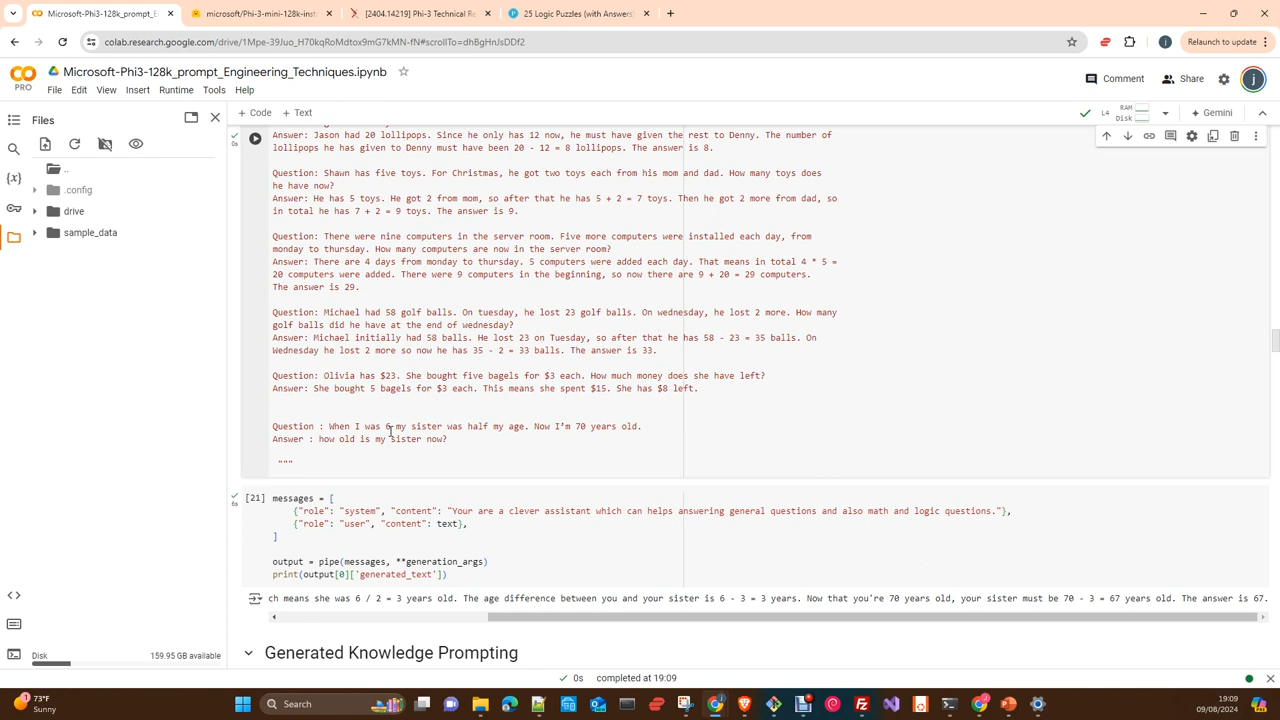 Microsoft-Phi3-128k_prompt_E
microsoft/Phi-3-mini-128k-inst
[2404.14219] Phi-3 Technical Re
25 Logic Puzzles (with Answers)
colab.research.google.com/drive/1Mpe-39Juo_H70kqRoMdtox9mG7kMN-fN#scrollTo=dhBgHnJsDDf2
Relaunch to update
CO PRO
Microsoft-Phi3-128k_prompt_Engineering_Techniques.ipynb
File Edit View Insert Runtime Tools Help
Comment Share
Files
+ Code + Text
L4 RAM Disk Gemini
..
.config
drive
sample_data
Answer: Jason had 20 lollipops. Since he only has 12 now, he must have given the rest to Denny. The number of
lollipops he has given to Denny must have been 20 - 12 = 8 lollipops. The answer is 8.
Question: Shawn has five toys. For Christmas, he got two toys each from his mom and dad. How many toys does
he have now?
Answer: He has 5 toys. He got 2 from mom, so after that he has 5 + 2 = 7 toys. Then he got 2 more from dad, so
in total he has 7 + 2 = 9 toys. The answer is 9.
Question: There were nine computers in the server room. Five more computers were installed each day, from
monday to thursday. How many computers are now in the server room?
Answer: There are 4 days from monday to thursday. 5 computers were added each day. That means in total 4 * 5 =
20 computers were added. There were 9 computers in the beginning, so now there are 9 + 20 = 29 computers.
The answer is 29.
Question: Michael had 58 golf balls. On tuesday, he lost 23 golf balls. On wednesday, he lost 2 more. How many
golf balls did he have at the end of wednesday?
Answer: Michael initially had 58 balls. He lost 23 on Tuesday, so after that he has 58 - 23 = 35 balls. On
Wednesday he lost 2 more so now he has 35 - 2 = 33 balls. The answer is 33.
Question: Olivia has $23. She bought five bagels for $3 each. How much money does she have left?
Answer: She bought 5 bagels for $3 each. This means she spent $15. She has $8 left.
Question : When I was 6 my sister was half my age. Now I’m 70 years old.
Answer : how old is my sister now?
"""
[21] messages = [
{"role": "system", "content": "Your are a clever assistant which can helps answering general questions and also math and logic questions."},
{"role": "user", "content": text},
]
output = pipe(messages, **generation_args)
print(output[0]['generated_text'])
ch means she was 6 / 2 = 3 years old. The age difference between you and your sister is 6 - 3 = 3 years. Now that you're 70 years old, your sister must be 70 - 3 = 67 years old. The answer is 67.
Generated Knowledge Prompting
Disk 159.95 GB available
0s completed at 19:09
73°F
Sunny
Search
19:09
09/08/2024